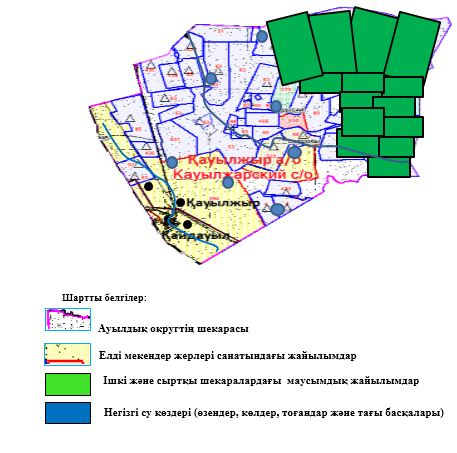 Қауылжыр а/о
Кауылжарский с/о
Қауылжыр
Қайдауыл
Шартты белгілер:
Ауылдық округтің шекарасы
Елді мекендер жерлері санатындағы жайылымдар
Ішкі және сыртқы шекаралардағы маусымдық жайылымдар
Негізгі су көздері (өзендер, көлдер, тоғандар және тағы басқалары)